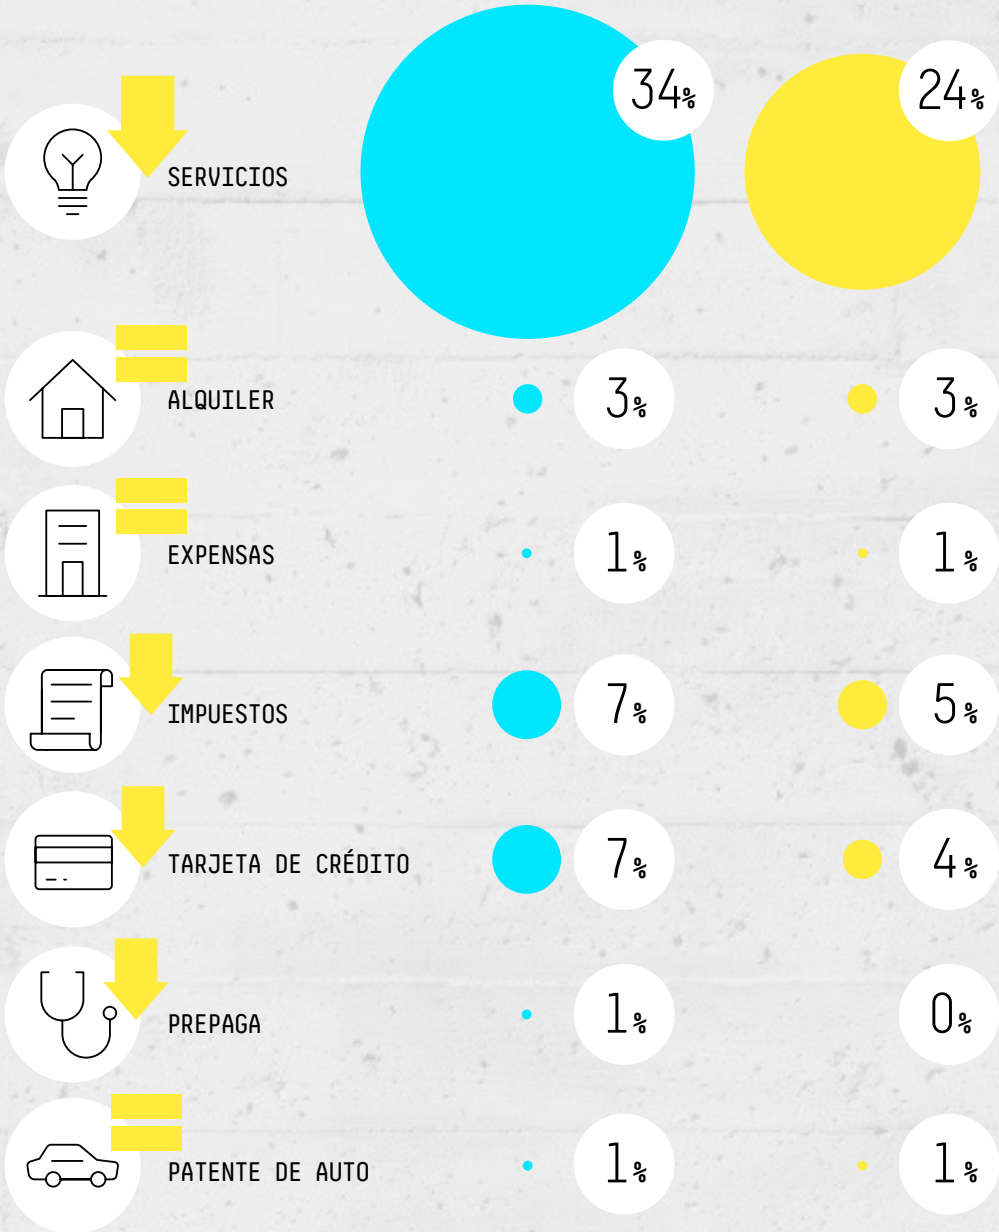 34% 24%
SERVICIOS
ALQUILER 3% 3%
EXPENSAS 1% 1%
IMPUESTOS 7% 5%
TARJETA DE CRÉDITO 7% 4%
PREPAGA 1% 0%
PATENTE DE AUTO 1% 1%